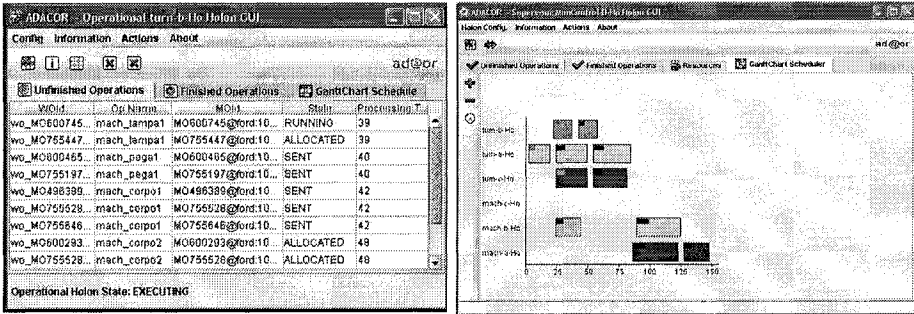 ADACOR - Operational turn-b-Ho Holon GUI
Config Information Actions About
ad@or
Unfinished Operations Finished Operations GanttChart Schedule
WOId Op Name MOId State Processing T...
wo_MO600745... mach_tampa1 MO600745@ford:10... RUNNING 39
wo_MO755447... mach_tampa1 MO755447@ford:10... ALLOCATED 39
wo_MO600465... mach_pega1 MO600465@ford:10... SENT 40
wo_MO755197... mach_pega1 MO755197@ford:10... SENT 40
wo_MO496389... mach_corpo1 MO496389@ford:10... SENT 42
wo_MO755528... mach_corpo1 MO755528@ford:10... SENT 42
wo_MO755646... mach_corpo1 MO755646@ford:10... SENT 42
wo_MO600293... mach_corpo2 MO600293@ford:10... ALLOCATED 48
wo_MO755528... mach_corpo2 MO755528@ford:10... ALLOCATED 48
Operational Holon State: EXECUTING
ADACOR - Holon GUI
Holon Config. Information Actions About
ad@or
Unfinished Operations Finished Operations Resources GanttChart Scheduler
turn-b-Ho
turn-a-Ho
mach-c-Ho
mach-b-Ho
mach-a-Ho
0 25 50 75 100 125 150